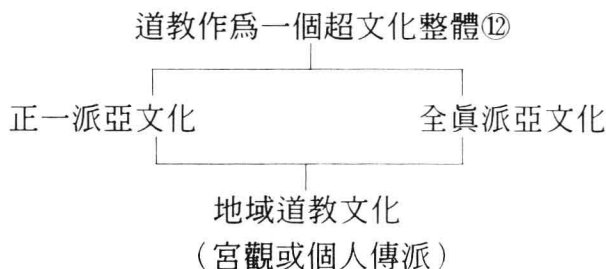 道教作爲一個超文化整體⑫
正一派亞文化 全眞派亞文化
地域道教文化
（宮觀或個人傳派）